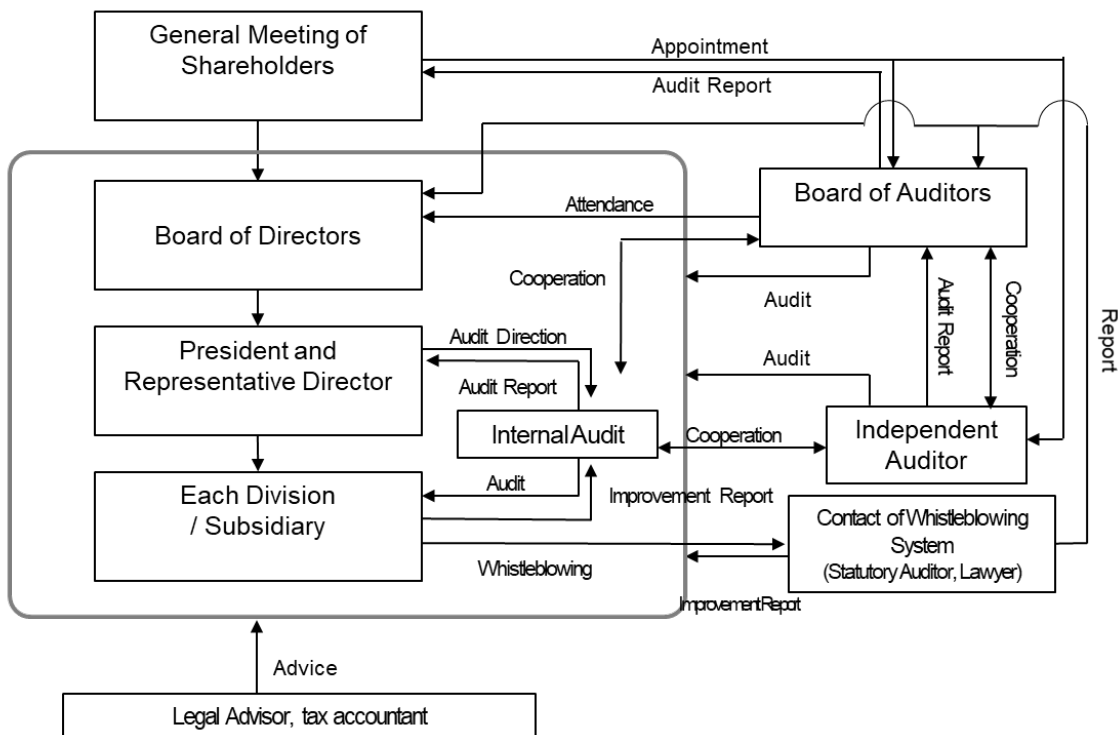 General Meeting of
Shareholders
Appointment
Audit Report
Board of Directors
Attendance
Board of Auditors
Cooperation
Audit
Audit Report
Cooperation
Report
President and
Representative Director
Audit Direction
Audit Report
Audit
Internal Audit
Cooperation
Independent
Auditor
Each Division
/ Subsidiary
Audit
Improvement Report
Whistleblowing
Contact of Whistleblowing
System
(Statutory Auditor, Lawyer)
Improvement Report
Advice
Legal Advisor, tax accountant